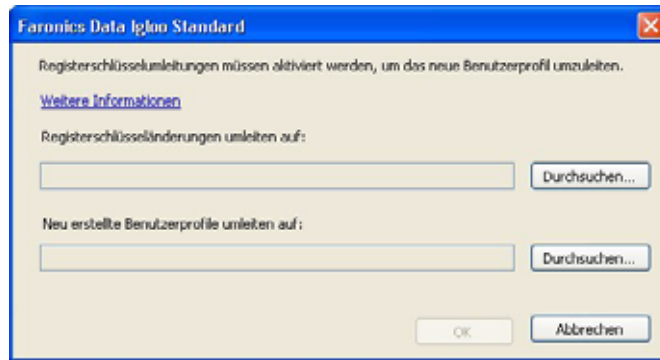 Faronics Data Igloo Standard
Registerschlüsselumleitungen müssen aktiviert werden, um das neue Benutzerprofil umzuleiten.
Weitere Informationen
Registerschlüsseländerungen umleiten auf:
Durchsuchen...
Neu erstellte Benutzerprofile umleiten auf:
Durchsuchen...
OK
Abbrechen